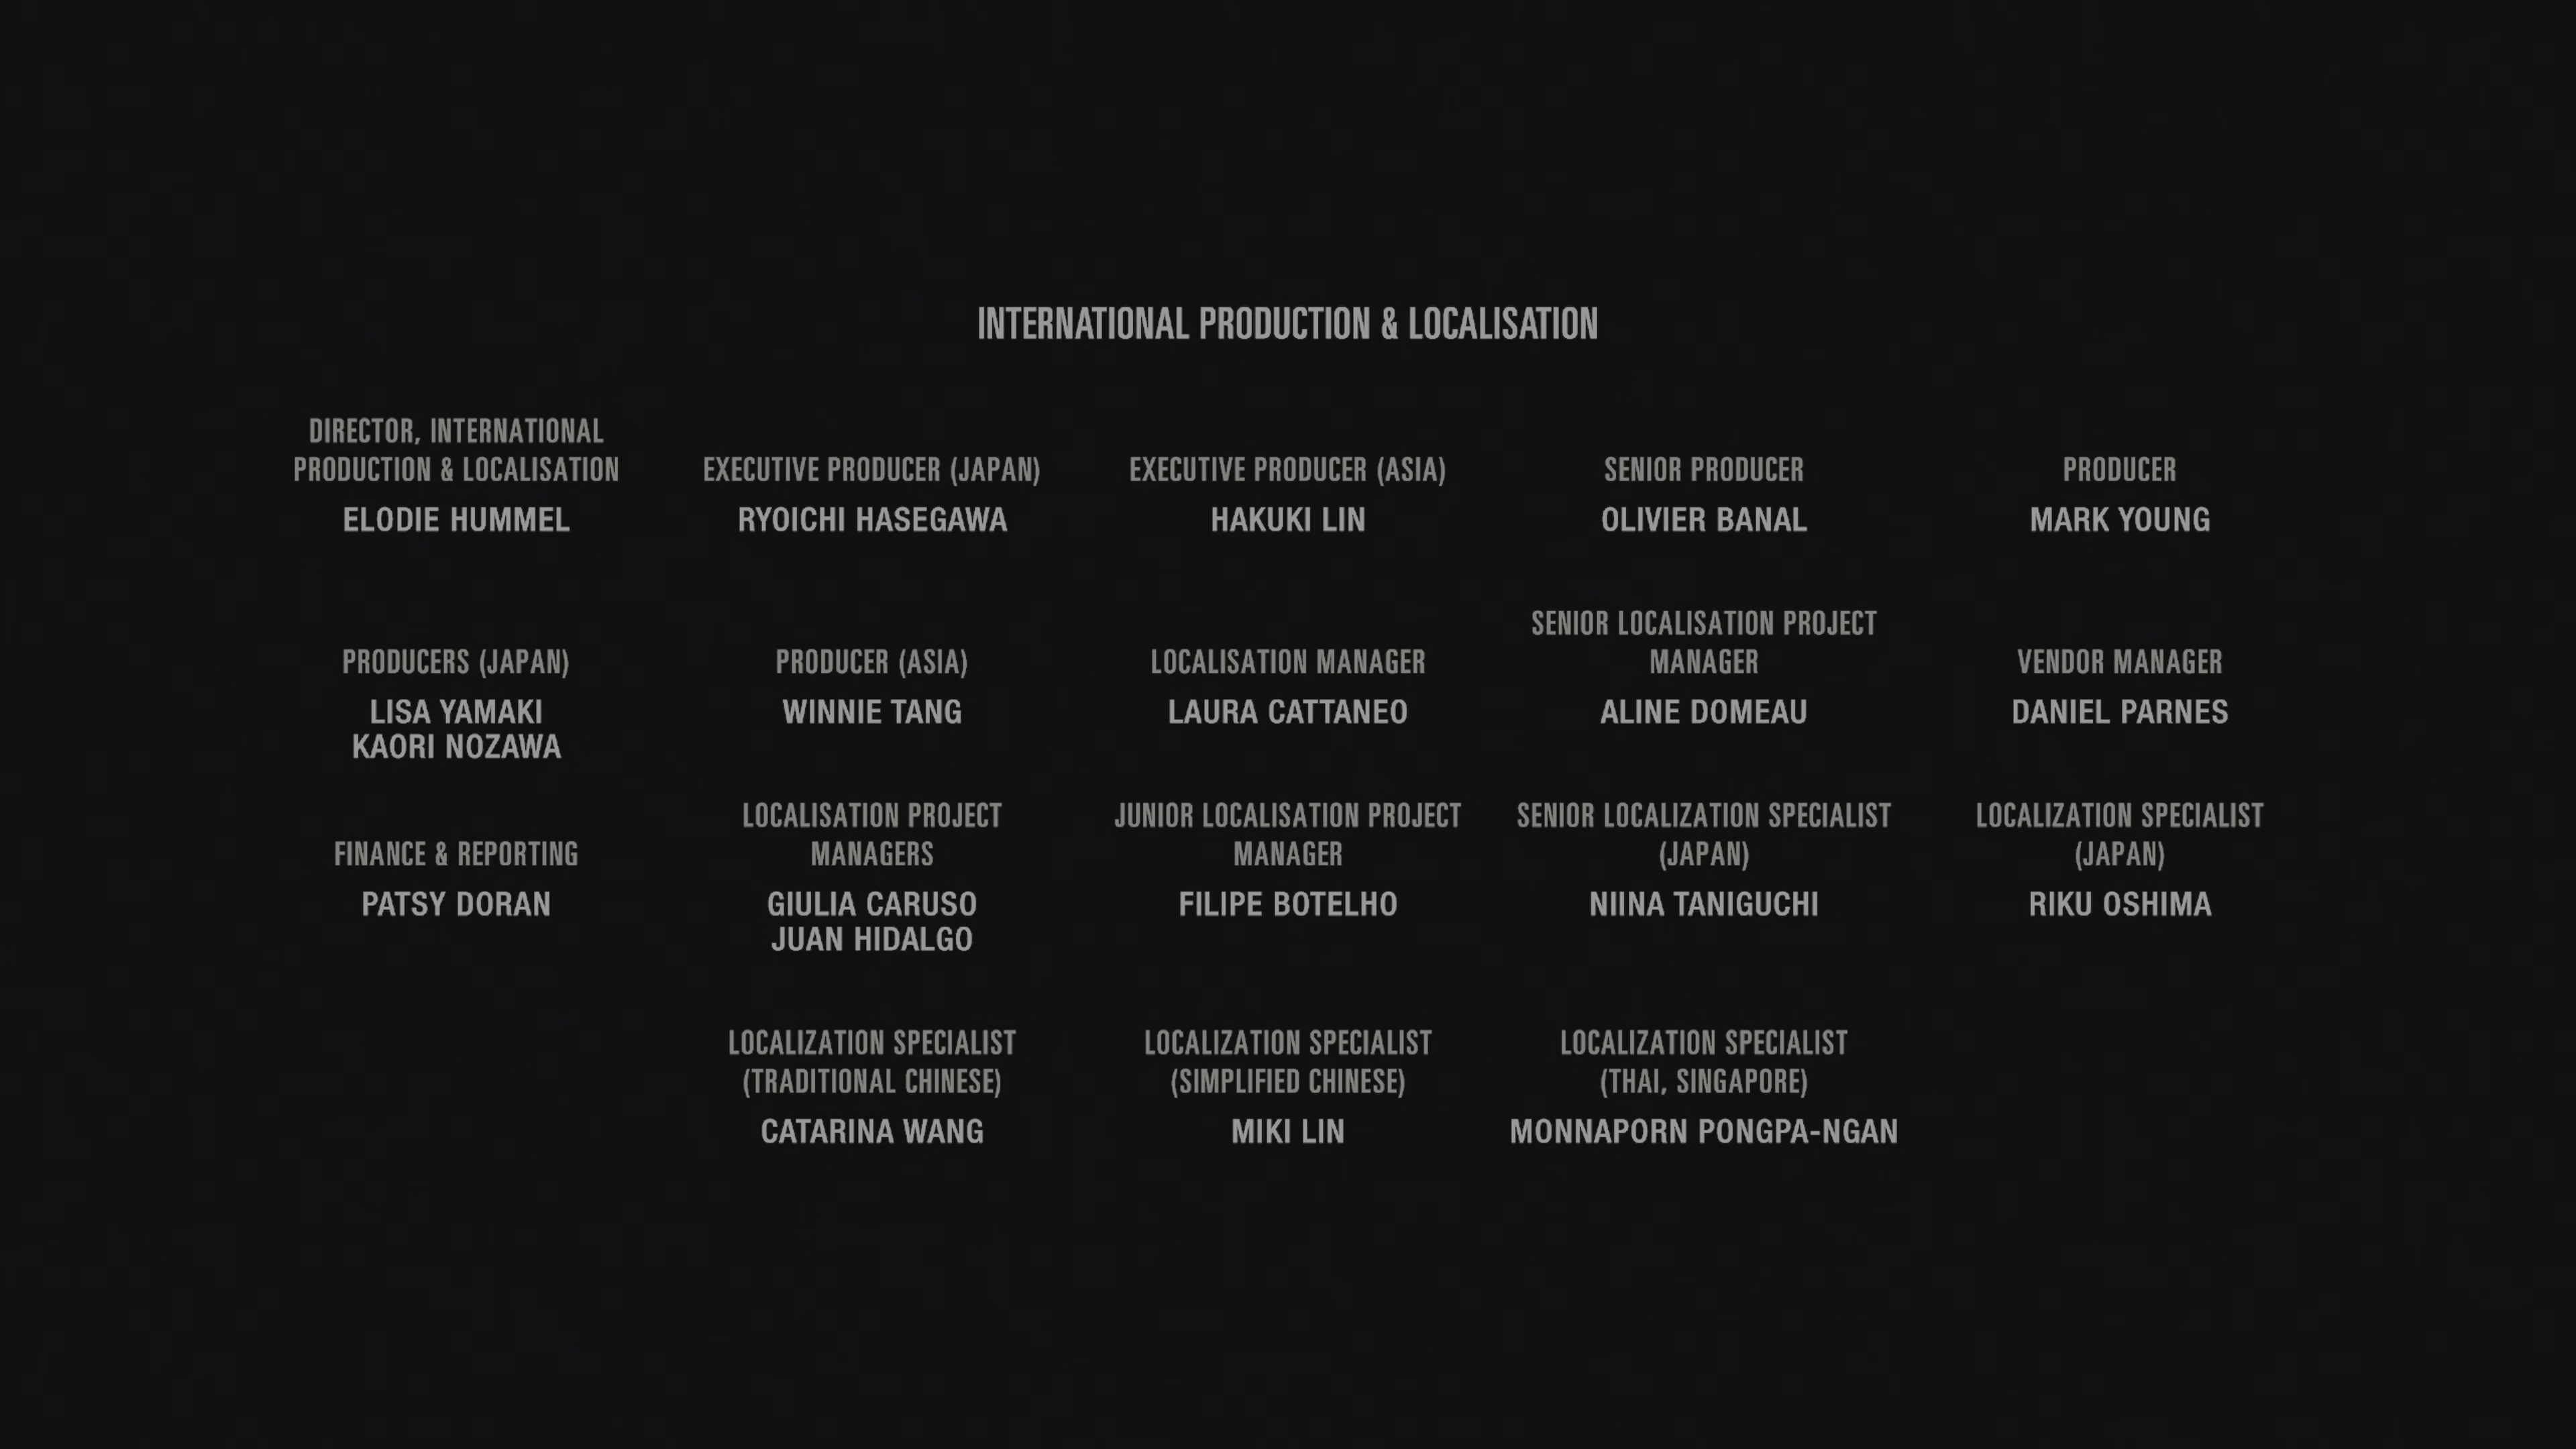 INTERNATIONAL PRODUCTION & LOCALISATION
DIRECTOR, INTERNATIONAL
PRODUCTION & LOCALISATION
ELODIE HUMMEL
EXECUTIVE PRODUCER (JAPAN)
RYOICHI HASEGAWA
EXECUTIVE PRODUCER (ASIA)
HAKUKI LIN
SENIOR PRODUCER
OLIVIER BANAL
PRODUCER
MARK YOUNG
PRODUCERS (JAPAN)
LISA YAMAKI
KAORI NOZAWA
PRODUCER (ASIA)
WINNIE TANG
LOCALISATION MANAGER
LAURA CATTANEO
SENIOR LOCALISATION PROJECT
MANAGER
ALINE DOMEAU
VENDOR MANAGER
DANIEL PARNES
FINANCE & REPORTING
PATSY DORAN
LOCALISATION PROJECT
MANAGERS
GIULIA CARUSO
JUAN HIDALGO
JUNIOR LOCALISATION PROJECT
MANAGER
FILIPE BOTELHO
SENIOR LOCALIZATION SPECIALIST
(JAPAN)
NIINA TANIGUCHI
LOCALIZATION SPECIALIST
(JAPAN)
RIKU OSHIMA
LOCALIZATION SPECIALIST
(TRADITIONAL CHINESE)
CATARINA WANG
LOCALIZATION SPECIALIST
(SIMPLIFIED CHINESE)
MIKI LIN
LOCALIZATION SPECIALIST
(THAI, SINGAPORE)
MONNAPORN PONGPA-NGAN